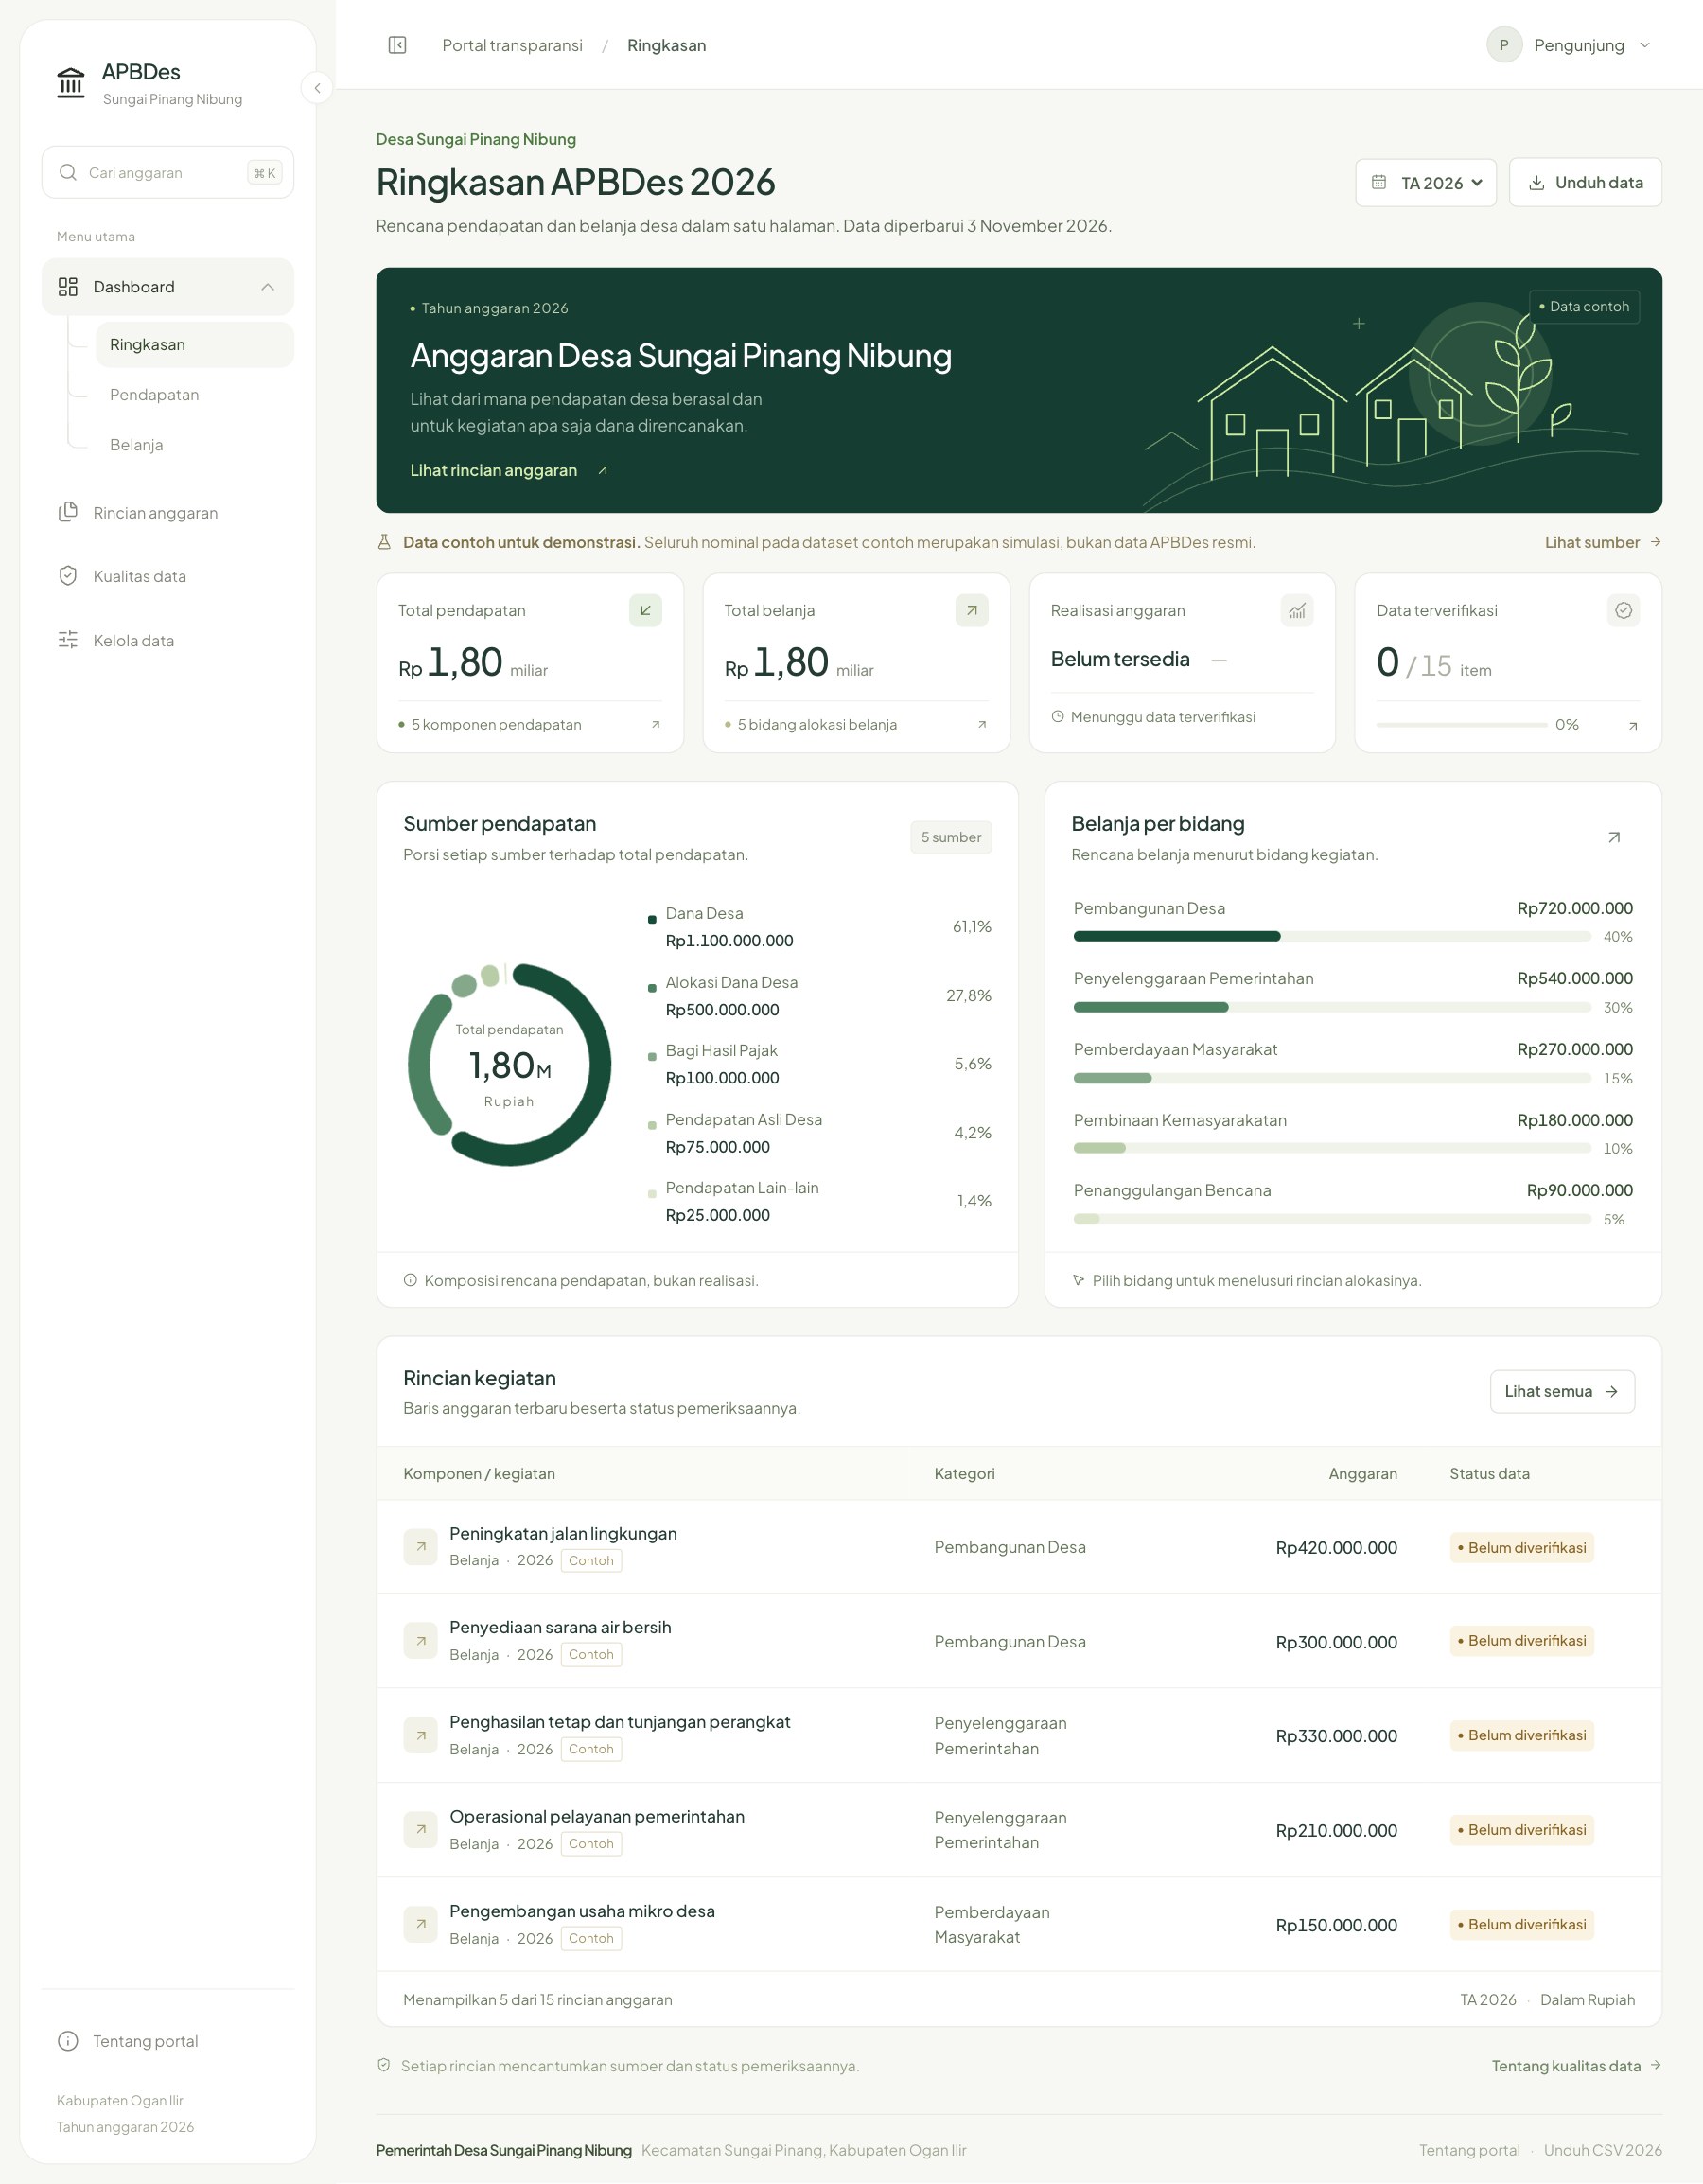 APBDes
Sungai Pinang Nibung
Cari anggaran
⌘ K
Menu utama
Dashboard
Ringkasan
Pendapatan
Belanja
Rincian anggaran
Kualitas data
Kelola data
Tentang portal
Kabupaten Ogan Ilir
Tahun anggaran 2026
Portal transparansi / Ringkasan
P Pengunjung
Desa Sungai Pinang Nibung
Ringkasan APBDes 2026
Rencana pendapatan dan belanja desa dalam satu halaman. Data diperbarui 3 November 2026.
TA 2026
Unduh data
Tahun anggaran 2026
Data contoh
Anggaran Desa Sungai Pinang Nibung
Lihat dari mana pendapatan desa berasal dan
untuk kegiatan apa saja dana direncanakan.
Lihat rincian anggaran
Data contoh untuk demonstrasi. Seluruh nominal pada dataset contoh merupakan simulasi, bukan data APBDes resmi.
Lihat sumber →
Total pendapatan
Rp 1,80 miliar
5 komponen pendapatan
Total belanja
Rp 1,80 miliar
5 bidang alokasi belanja
Realisasi anggaran
Belum tersedia —
Menunggu data terverifikasi
Data terverifikasi
0 /15 item
0%
Sumber pendapatan
Porsi setiap sumber terhadap total pendapatan.
5 sumber
Total pendapatan
1,80 M
Rupiah
Dana Desa
Rp1.100.000.000
61,1%
Alokasi Dana Desa
Rp500.000.000
27,8%
Bagi Hasil Pajak
Rp100.000.000
5,6%
Pendapatan Asli Desa
Rp75.000.000
4,2%
Pendapatan Lain-lain
Rp25.000.000
1,4%
Komposisi rencana pendapatan, bukan realisasi.
Belanja per bidang
Rencana belanja menurut bidang kegiatan.
Pembangunan Desa Rp720.000.000
40%
Penyelenggaraan Pemerintahan Rp540.000.000
30%
Pemberdayaan Masyarakat Rp270.000.000
15%
Pembinaan Kemasyarakatan Rp180.000.000
10%
Penanggulangan Bencana Rp90.000.000
5%
Pilih bidang untuk menelusuri rincian alokasinya.
Rincian kegiatan
Baris anggaran terbaru beserta status pemeriksaannya.
Lihat semua →
Komponen / kegiatan Kategori Anggaran Status data
Peningkatan jalan lingkungan
Belanja · 2026 Contoh
Pembangunan Desa
Rp420.000.000
Belum diverifikasi
Penyediaan sarana air bersih
Belanja · 2026 Contoh
Pembangunan Desa
Rp300.000.000
Belum diverifikasi
Penghasilan tetap dan tunjangan perangkat
Belanja · 2026 Contoh
Penyelenggaraan
Pemerintahan
Rp330.000.000
Belum diverifikasi
Operasional pelayanan pemerintahan
Belanja · 2026 Contoh
Penyelenggaraan
Pemerintahan
Rp210.000.000
Belum diverifikasi
Pengembangan usaha mikro desa
Belanja · 2026 Contoh
Pemberdayaan
Masyarakat
Rp150.000.000
Belum diverifikasi
Menampilkan 5 dari 15 rincian anggaran
TA 2026 · Dalam Rupiah
Setiap rincian mencantumkan sumber dan status pemeriksaannya.
Tentang kualitas data →
Pemerintah Desa Sungai Pinang Nibung Kecamatan Sungai Pinang, Kabupaten Ogan Ilir
Tentang portal · Unduh CSV 2026